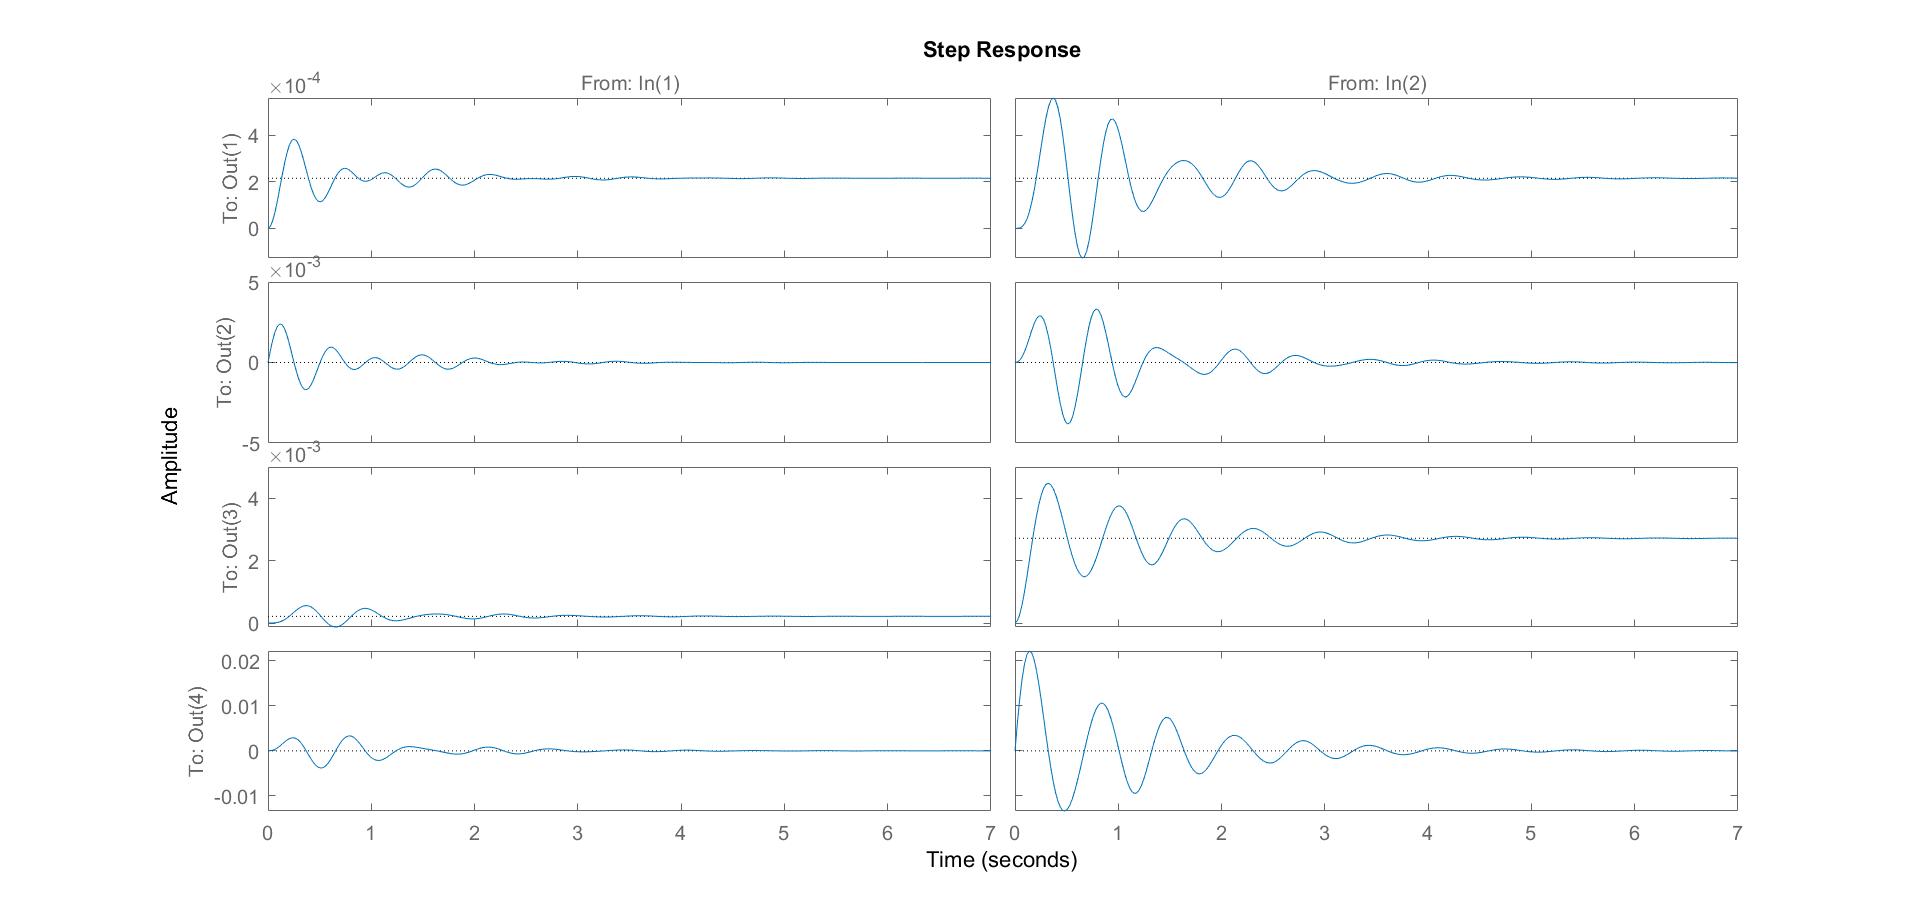 Step Response
From: In(1)
From: In(2)
×10-4
To: Out(1)
4
2
0
×10-3
To: Out(2)
5
0
-5
×10-3
To: Out(3)
4
2
0
To: Out(4)
0.02
0.01
0
-0.01
Amplitude
0 1 2 3 4 5 6 7 0 1 2 3 4 5 6 7
Time (seconds)